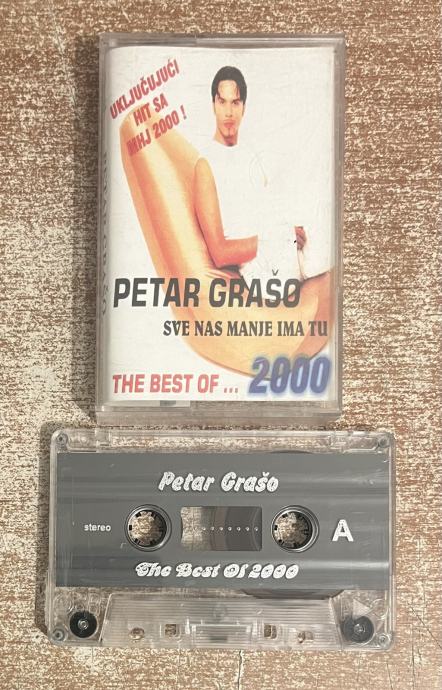 UKLJUČUJUĆI
HIT SA
MHJ 2000 !
PETAR GRAŠO
SVE NAS MANJE IMA TU
THE BEST OF ... 2000
Petar Grašo
stereo
A
The Best Of 2000